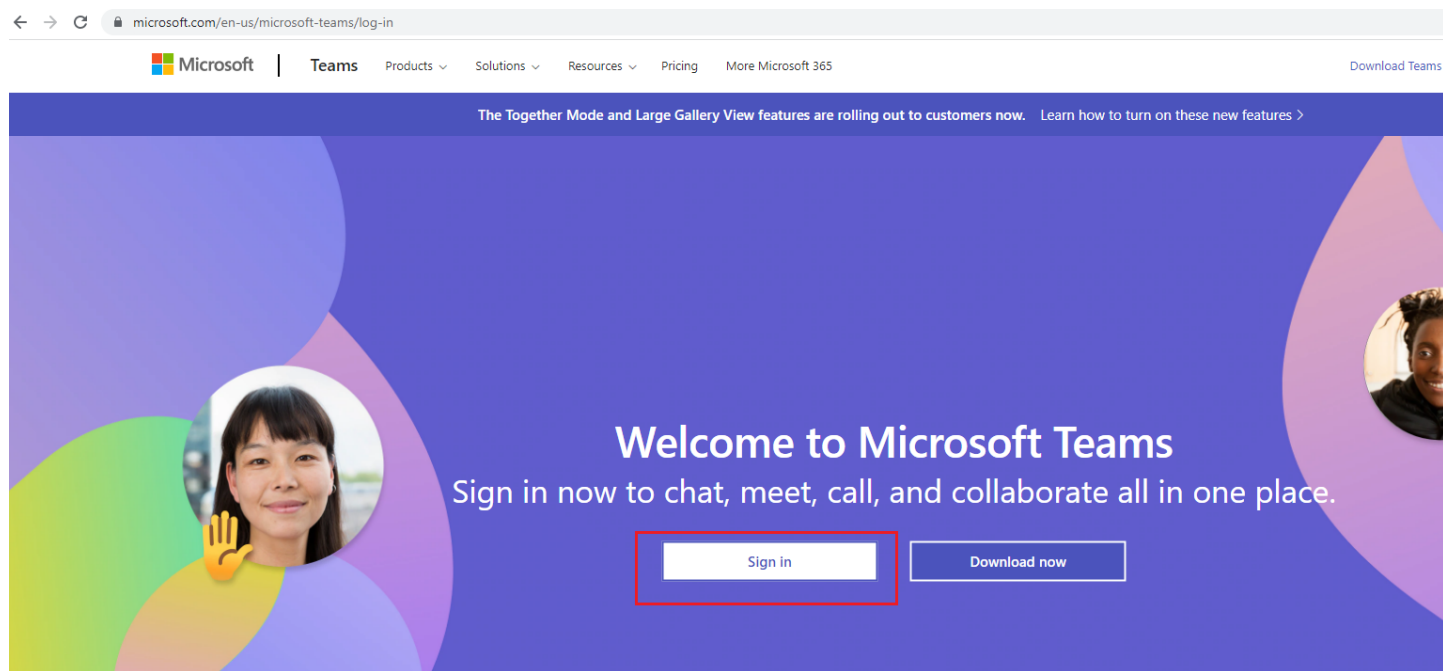 microsoft.com/en-us/microsoft-teams/log-in
Microsoft Teams Products Solutions Resources Pricing More Microsoft 365 Download Teams
The Together Mode and Large Gallery View features are rolling out to customers now. Learn how to turn on these new features >
Welcome to Microsoft Teams
Sign in now to chat, meet, call, and collaborate all in one place.
Sign in Download now